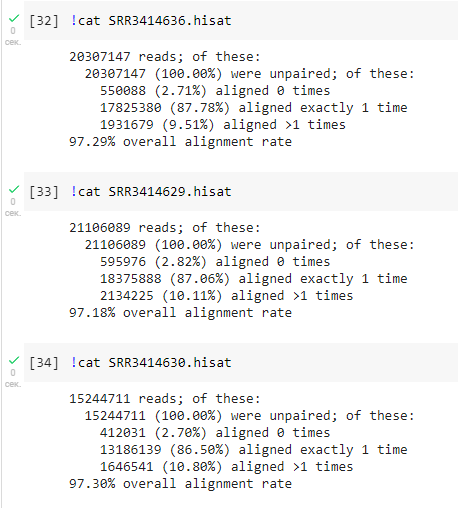 [32] !cat SRR3414636.hisat
0
сек.
20307147 reads; of these:
20307147 (100.00%) were unpaired; of these:
550088 (2.71%) aligned 0 times
17825380 (87.78%) aligned exactly 1 time
1931679 (9.51%) aligned >1 times
97.29% overall alignment rate
[33] !cat SRR3414629.hisat
0
сек.
21106089 reads; of these:
21106089 (100.00%) were unpaired; of these:
595976 (2.82%) aligned 0 times
18375888 (87.06%) aligned exactly 1 time
2134225 (10.11%) aligned >1 times
97.18% overall alignment rate
[34] !cat SRR3414630.hisat
0
сек.
15244711 reads; of these:
15244711 (100.00%) were unpaired; of these:
412031 (2.70%) aligned 0 times
13186139 (86.50%) aligned exactly 1 time
1646541 (10.80%) aligned >1 times
97.30% overall alignment rate